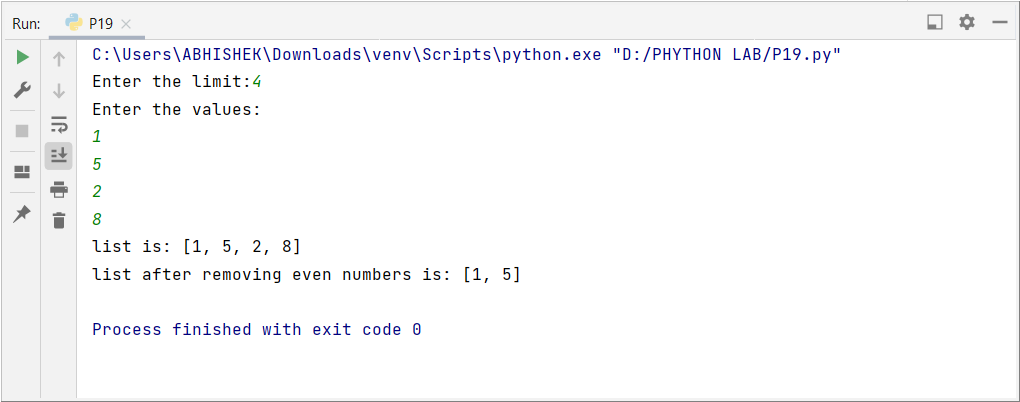 Run: P19
C:\Users\ABHISHEK\Downloads\venv\Scripts\python.exe "D:/PHYTHON LAB/P19.py"
Enter the limit:4
Enter the values:
1
5
2
8
list is: [1, 5, 2, 8]
list after removing even numbers is: [1, 5]
Process finished with exit code 0